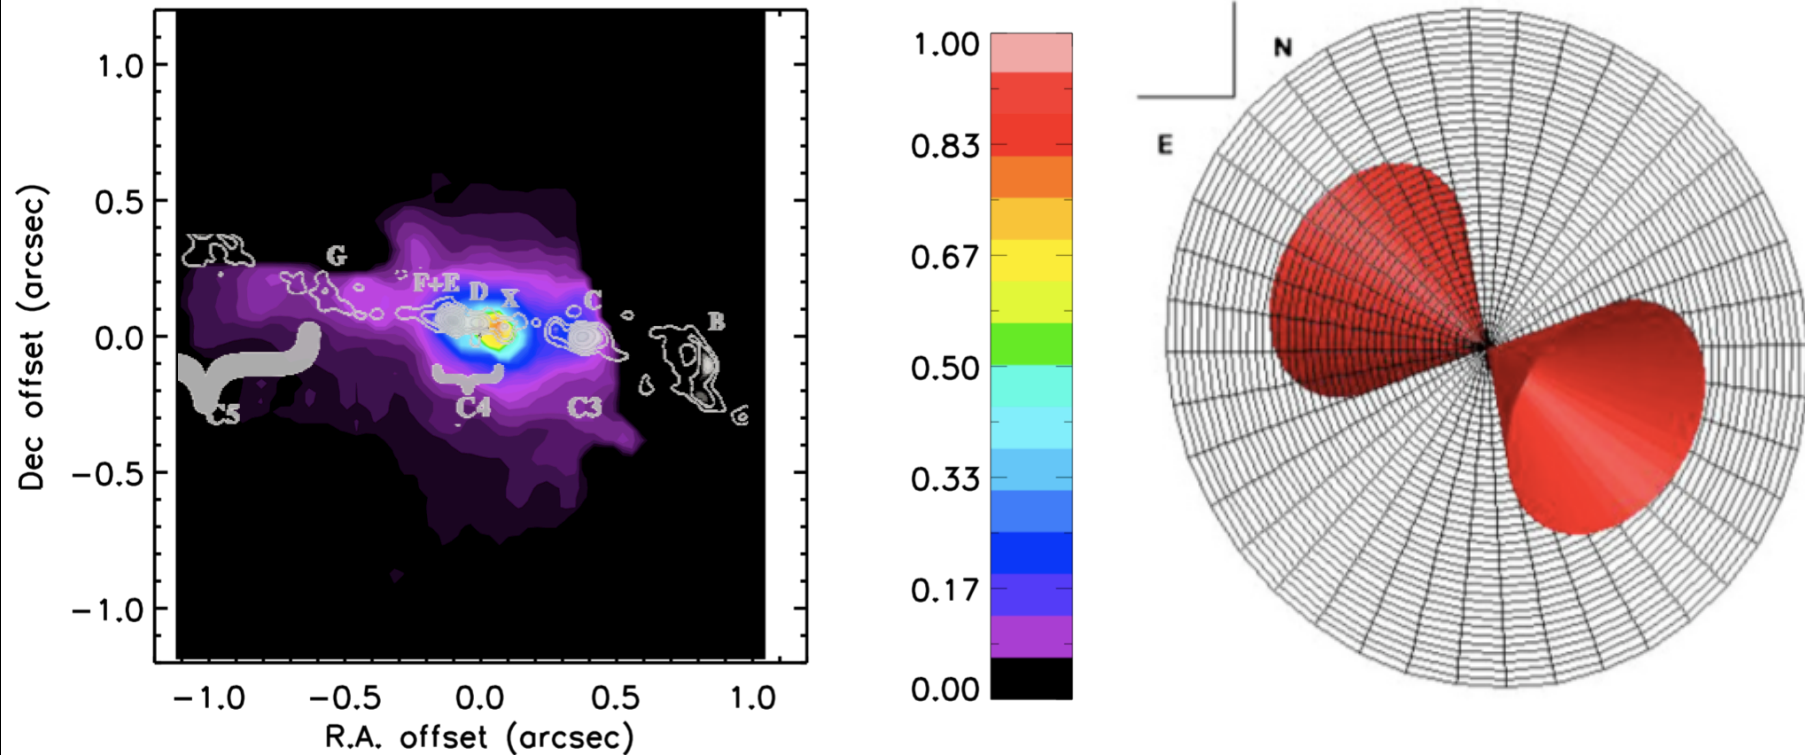 1.0
0.5
0.0
−0.5
−1.0
Dec offset (arcsec)
G
F+E
D
X
C
B
C5
C4
C3
−1.0 −0.5 0.0 0.5 1.0
R.A. offset (arcsec)
1.00
0.83
0.67
0.50
0.33
0.17
0.00
N
E